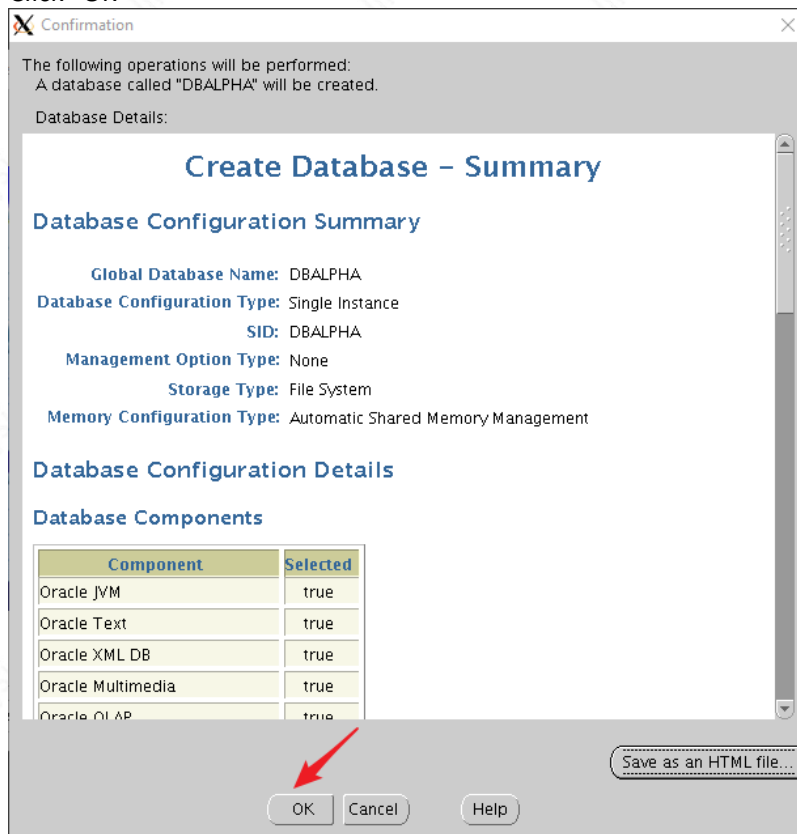 Confirmation
The following operations will be performed:
A database called "DBALPHA" will be created.
Database Details:
Create Database – Summary
Database Configuration Summary
Global Database Name: DBALPHA
Database Configuration Type: Single Instance
SID: DBALPHA
Management Option Type: None
Storage Type: File System
Memory Configuration Type: Automatic Shared Memory Management
Database Configuration Details
Database Components
Component Selected
Oracle JVM true
Oracle Text true
Oracle XML DB true
Oracle Multimedia true
Oracle OLAP true
Save as an HTML file...
OK Cancel Help